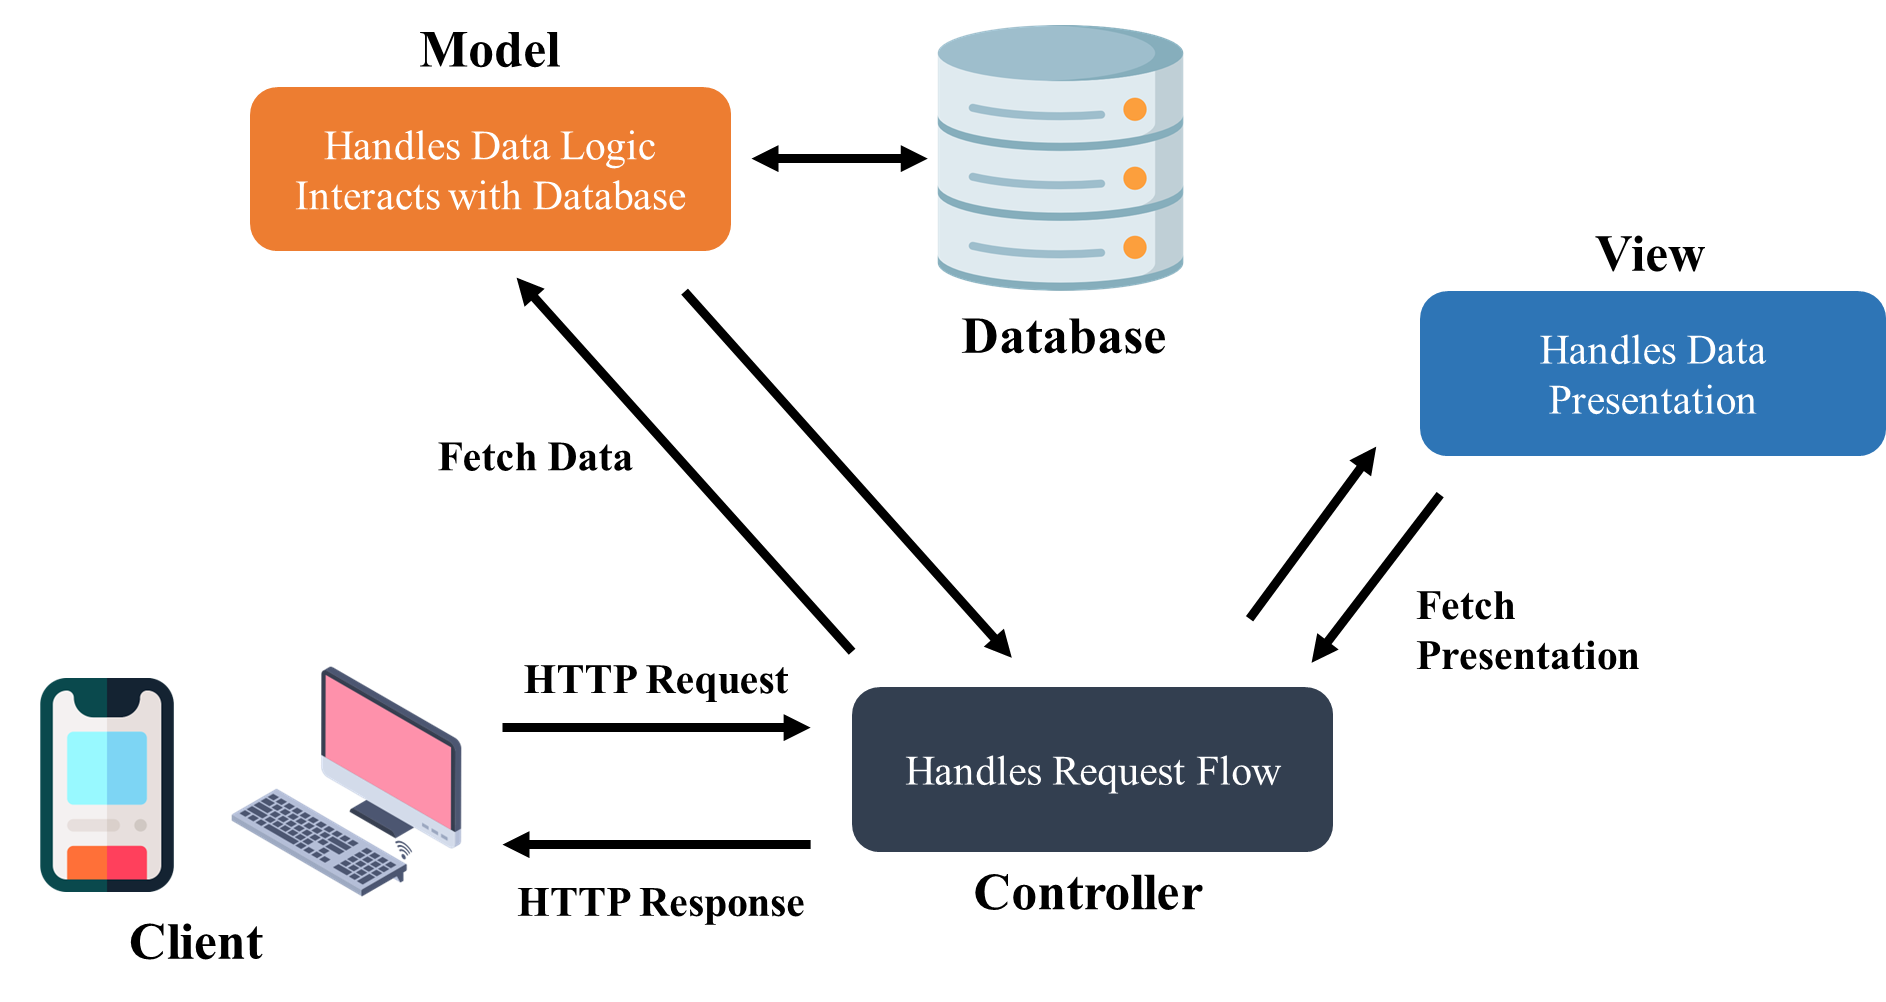 Model
Handles Data Logic
Interacts with Database
Database
View
Handles Data
Presentation
Fetch Data
Fetch
Presentation
HTTP Request
Handles Request Flow
HTTP Response
Controller
Client